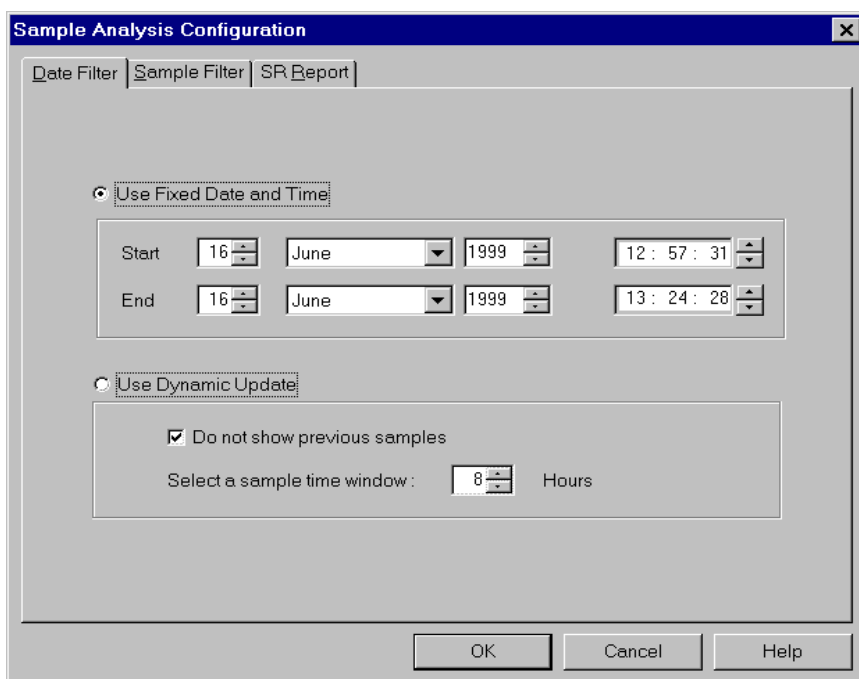 Sample Analysis Configuration
Date Filter Sample Filter SR Report
Use Fixed Date and Time
Start 16 June 1999 12 : 57 : 31
End 16 June 1999 13 : 24 : 28
Use Dynamic Update
Do not show previous samples
Select a sample time window : 8 Hours
OK Cancel Help